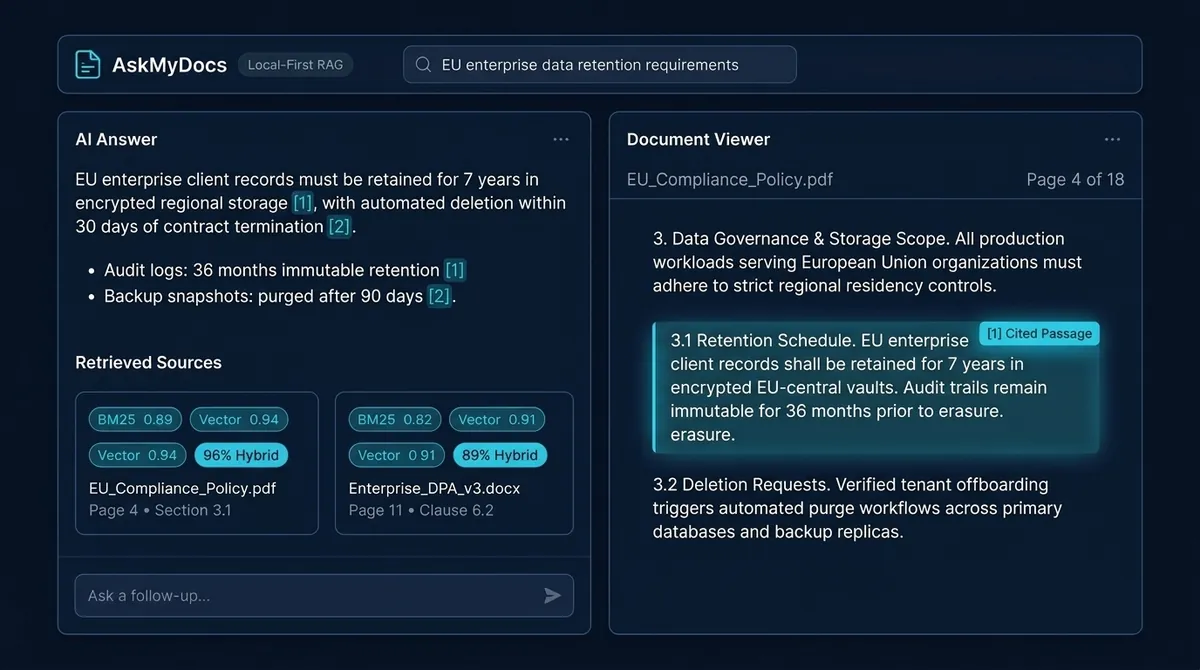 AskMyDocs
Local-First RAG
EU enterprise data retention requirements
AI Answer
EU enterprise client records must be retained for 7 years in
encrypted regional storage [1], with automated deletion within
30 days of contract termination [2].
• Audit logs: 36 months immutable retention [1]
• Backup snapshots: purged after 90 days [2].
Retrieved Sources
BM25 0.89
Vector 0.94
Vector 0.94
96% Hybrid
EU_Compliance_Policy.pdf
Page 4 • Section 3.1
BM25 0.82
Vector 0.91
Vector 0 91
89% Hybrid
Enterprise_DPA_v3.docx
Page 11 • Clause 6.2
Ask a follow-up...
Document Viewer
EU_Compliance_Policy.pdf
Page 4 of 18
3. Data Governance & Storage Scope. All production
workloads serving European Union organizations must
adhere to strict regional residency controls.
[1] Cited Passage
3.1 Retention Schedule. EU enterprise
client records shall be retained for 7 years in
encrypted EU-central vaults. Audit trails remain
immutable for 36 months prior to erasure.
erasure.
3.2 Deletion Requests. Verified tenant offboarding
triggers automated purge workflows across primary
databases and backup replicas.